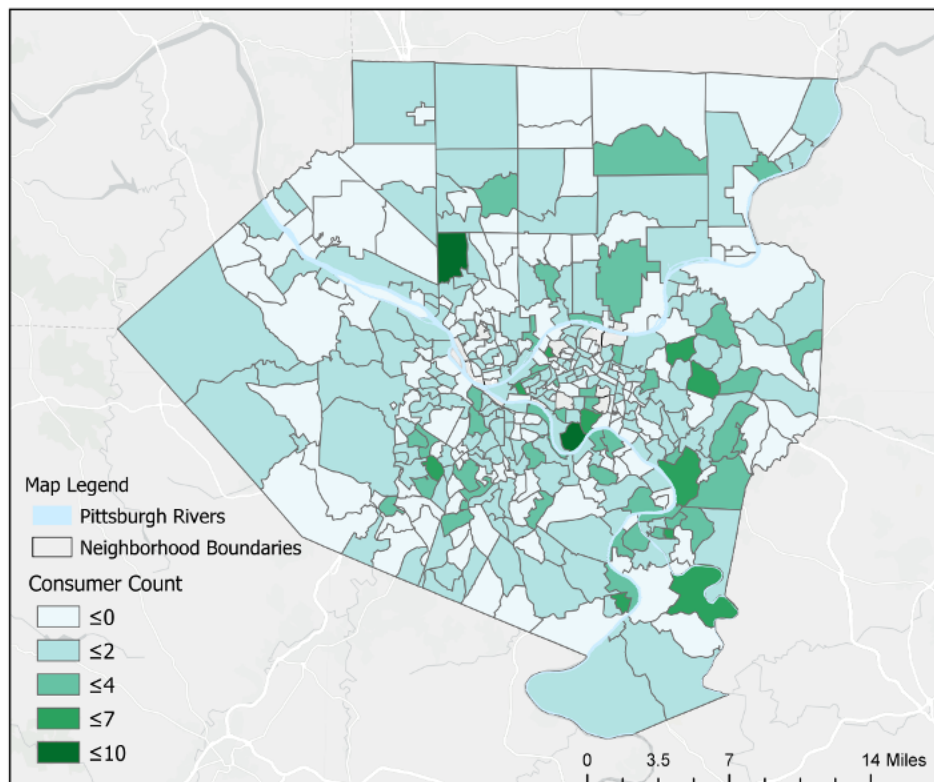 Map Legend
Pittsburgh Rivers
Neighborhood Boundaries
Consumer Count
≤0
≤2
≤4
≤7
≤10
0 3.5 7 14 Miles